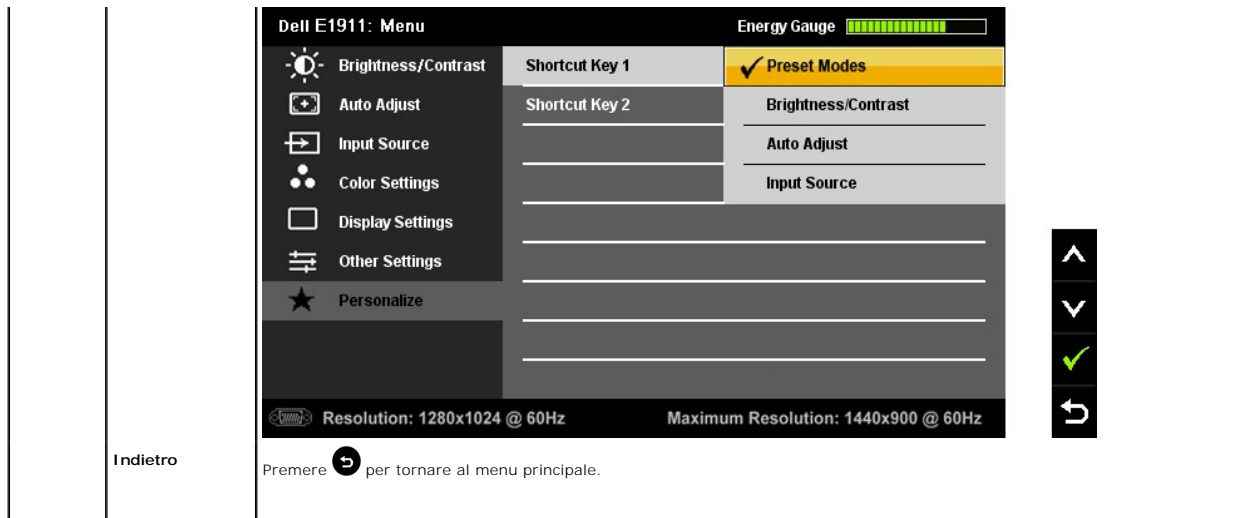 Dell E1911: Menu Energy Gauge
Brightness/Contrast Shortcut Key 1 Preset Modes
Auto Adjust Shortcut Key 2 Brightness/Contrast
Input Source Auto Adjust
Color Settings Input Source
Display Settings
Other Settings
Personalize
Resolution: 1280x1024 @ 60Hz Maximum Resolution: 1440x900 @ 60Hz
Indietro Premere per tornare al menu principale.